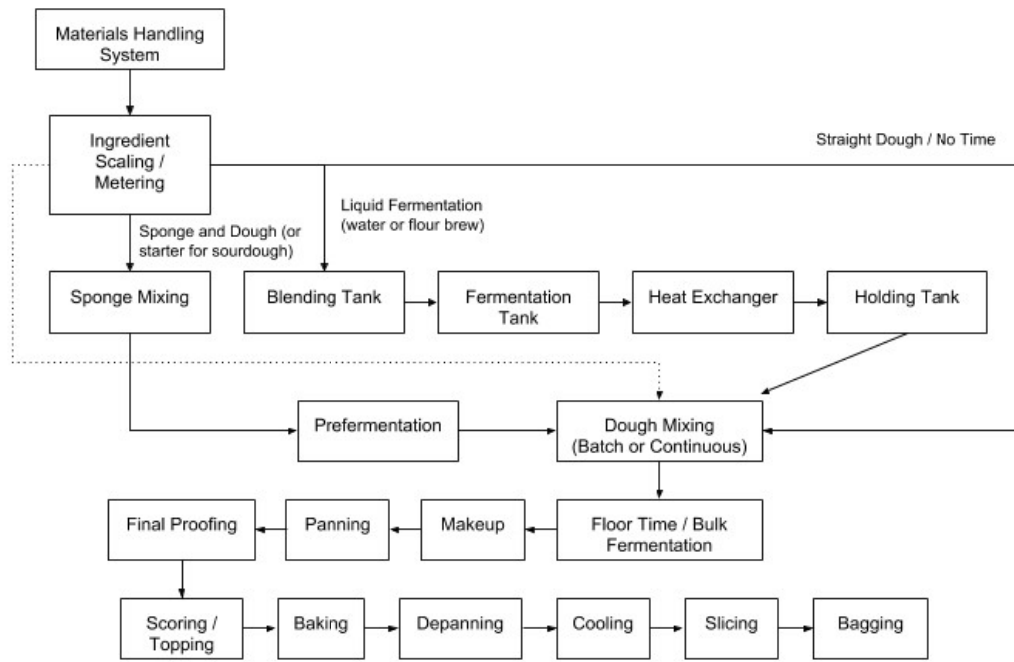 Materials Handling
System
Ingredient
Scaling /
Metering
Straight Dough / No Time
Liquid Fermentation
(water or flour brew)
Sponge and Dough (or
starter for sourdough)
Sponge Mixing
Blending Tank
Fermentation
Tank
Heat Exchanger
Holding Tank
Prefermentation
Dough Mixing
(Batch or Continuous)
Final Proofing
Panning
Makeup
Floor Time / Bulk
Fermentation
Scoring /
Topping
Baking
Depanning
Cooling
Slicing
Bagging